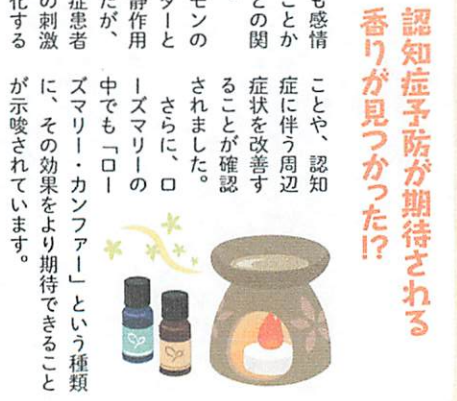 認知症予防が期待される
香りが見つかった!?
も感情
ことか
との関
モンの
ターと
静作用
たが、
症患者
の刺激
化する
ことや、認知
症に伴う周辺
症状を改善す
ることが確認
されました。
さらに、ロ
ーズマリーの
中でも「ロー
ズマリー・カンファー」という種類
に、その効果をより期待できること
が示唆されています。